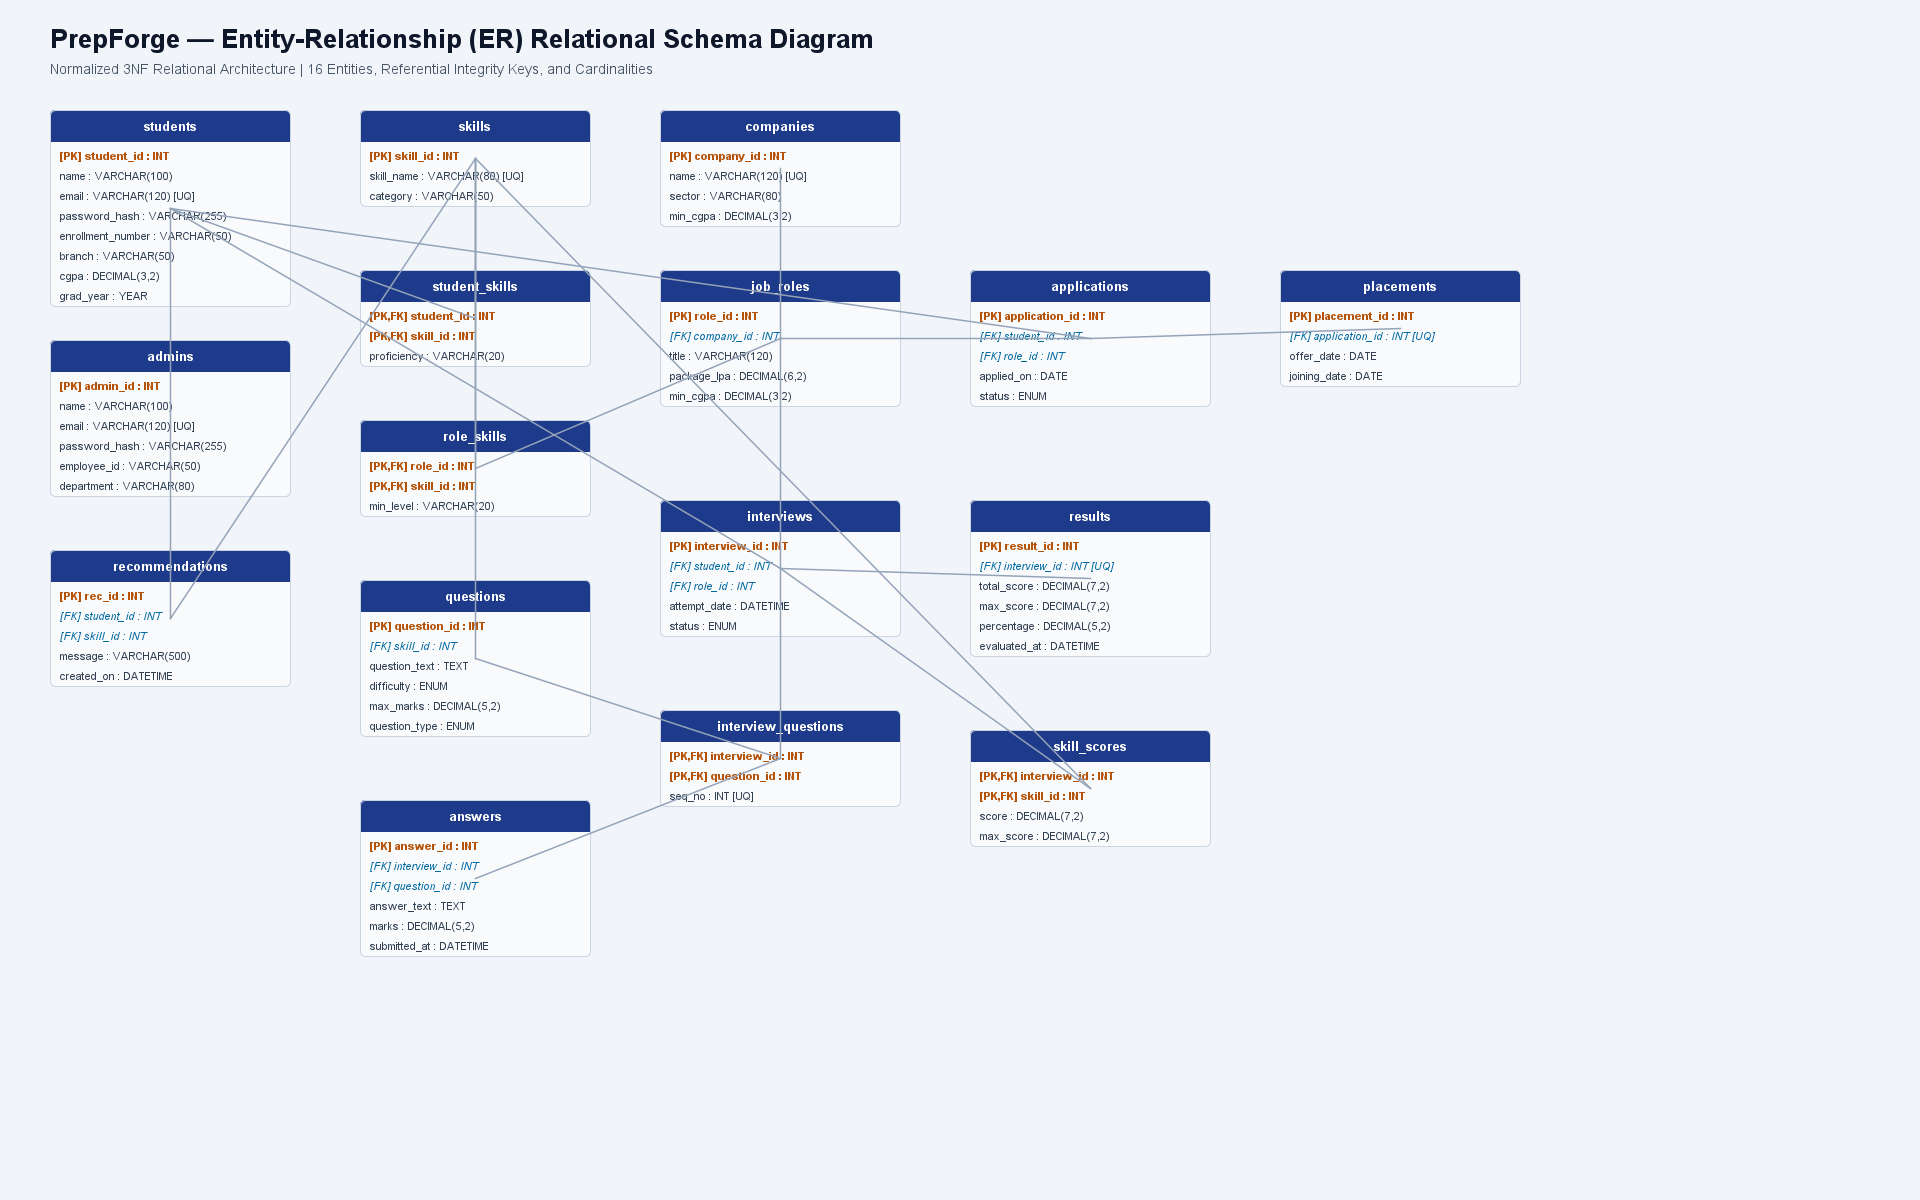 PrepForge — Entity-Relationship (ER) Relational Schema Diagram
Normalized 3NF Relational Architecture | 16 Entities, Referential Integrity Keys, and Cardinalities
students
[PK] student_id : INT
name : VARCHAR(100)
email : VARCHAR(120) [UQ]
password_hash : VARCHAR(255)
enrollment_number : VARCHAR(50)
branch : VARCHAR(50)
cgpa : DECIMAL(3,2)
grad_year : YEAR
skills
[PK] skill_id : INT
skill_name : VARCHAR(80) [UQ]
category : VARCHAR(50)
companies
[PK] company_id : INT
name : VARCHAR(120) [UQ]
sector : VARCHAR(80)
min_cgpa : DECIMAL(3,2)
student_skills
[PK,FK] student_id : INT
[PK,FK] skill_id : INT
proficiency : VARCHAR(20)
job_roles
[PK] role_id : INT
[FK] company_id : INT
title : VARCHAR(120)
package_lpa : DECIMAL(6,2)
min_cgpa : DECIMAL(3,2)
applications
[PK] application_id : INT
[FK] student_id : INT
[FK] role_id : INT
applied_on : DATE
status : ENUM
placements
[PK] placement_id : INT
[FK] application_id : INT [UQ]
offer_date : DATE
joining_date : DATE
admins
[PK] admin_id : INT
name : VARCHAR(100)
email : VARCHAR(120) [UQ]
password_hash : VARCHAR(255)
employee_id : VARCHAR(50)
department : VARCHAR(80)
role_skills
[PK,FK] role_id : INT
[PK,FK] skill_id : INT
min_level : VARCHAR(20)
interviews
[PK] interview_id : INT
[FK] student_id : INT
[FK] role_id : INT
attempt_date : DATETIME
status : ENUM
results
[PK] result_id : INT
[FK] interview_id : INT [UQ]
total_score : DECIMAL(7,2)
max_score : DECIMAL(7,2)
percentage : DECIMAL(5,2)
evaluated_at : DATETIME
recommendations
[PK] rec_id : INT
[FK] student_id : INT
[FK] skill_id : INT
message : VARCHAR(500)
created_on : DATETIME
questions
[PK] question_id : INT
[FK] skill_id : INT
question_text : TEXT
difficulty : ENUM
max_marks : DECIMAL(5,2)
question_type : ENUM
interview_questions
[PK,FK] interview_id : INT
[PK,FK] question_id : INT
seq_no : INT [UQ]
skill_scores
[PK,FK] interview_id : INT
[PK,FK] skill_id : INT
score : DECIMAL(7,2)
max_score : DECIMAL(7,2)
answers
[PK] answer_id : INT
[FK] interview_id : INT
[FK] question_id : INT
answer_text : TEXT
marks : DECIMAL(5,2)
submitted_at : DATETIME